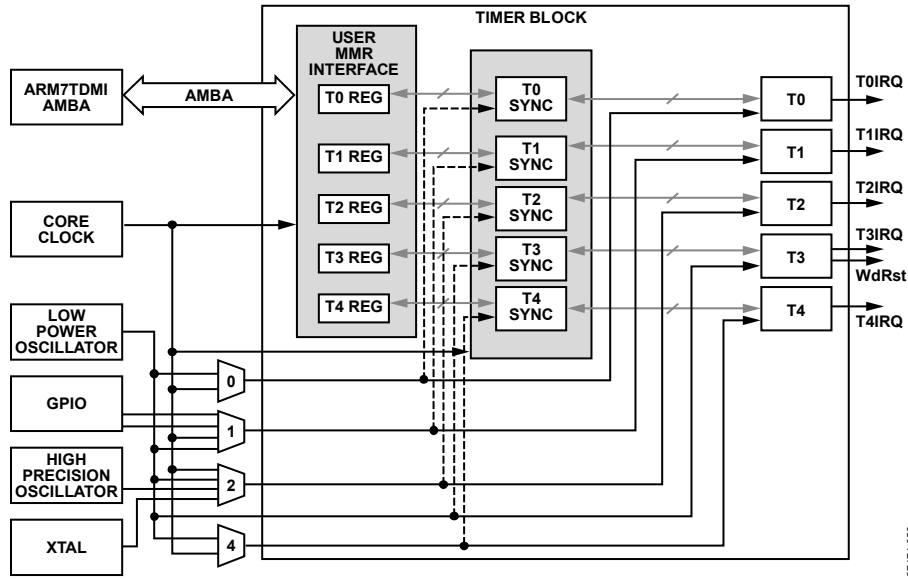 TIMER BLOCK
USER
MMR
INTERFACE
ARM7TDMI
AMBA
AMBA
T0 REG
T0
SYNC
T0
T0IRQ
T1 REG
T1
SYNC
T1
T1IRQ
CORE
CLOCK
T2 REG
T2
SYNC
T2
T2IRQ
T3 REG
T3
SYNC
T3
T3IRQ
WdRst
T4 REG
T4
SYNC
T4
T4IRQ
LOW
POWER
OSCILLATOR
0
GPIO
1
HIGH
PRECISION
OSCILLATOR
2
XTAL
4